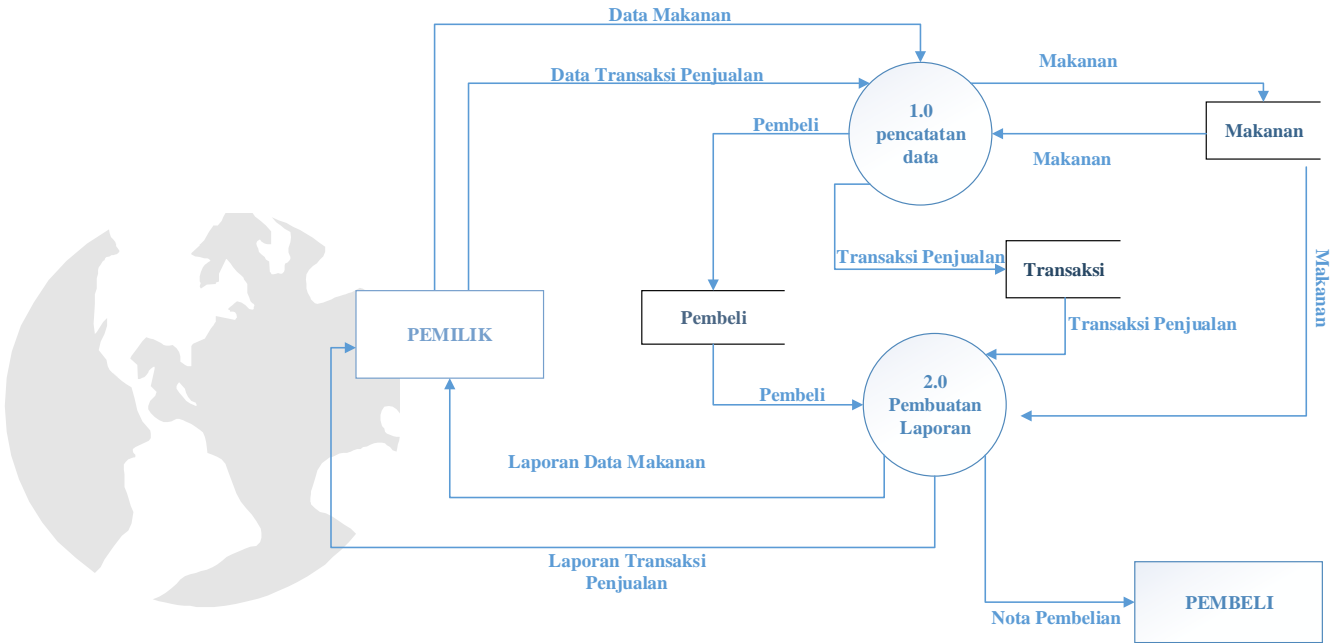 Data Makanan
Data Transaksi Penjualan
Makanan
Pembeli
1.0
pencatatan
data
Makanan
Makanan
Transaksi Penjualan
Transaksi
Makanan
Pembeli
PEMILIK
Transaksi Penjualan
Pembeli
2.0
Pembuatan
Laporan
Laporan Data Makanan
Laporan Transaksi
Penjualan
Nota Pembelian
PEMBELI